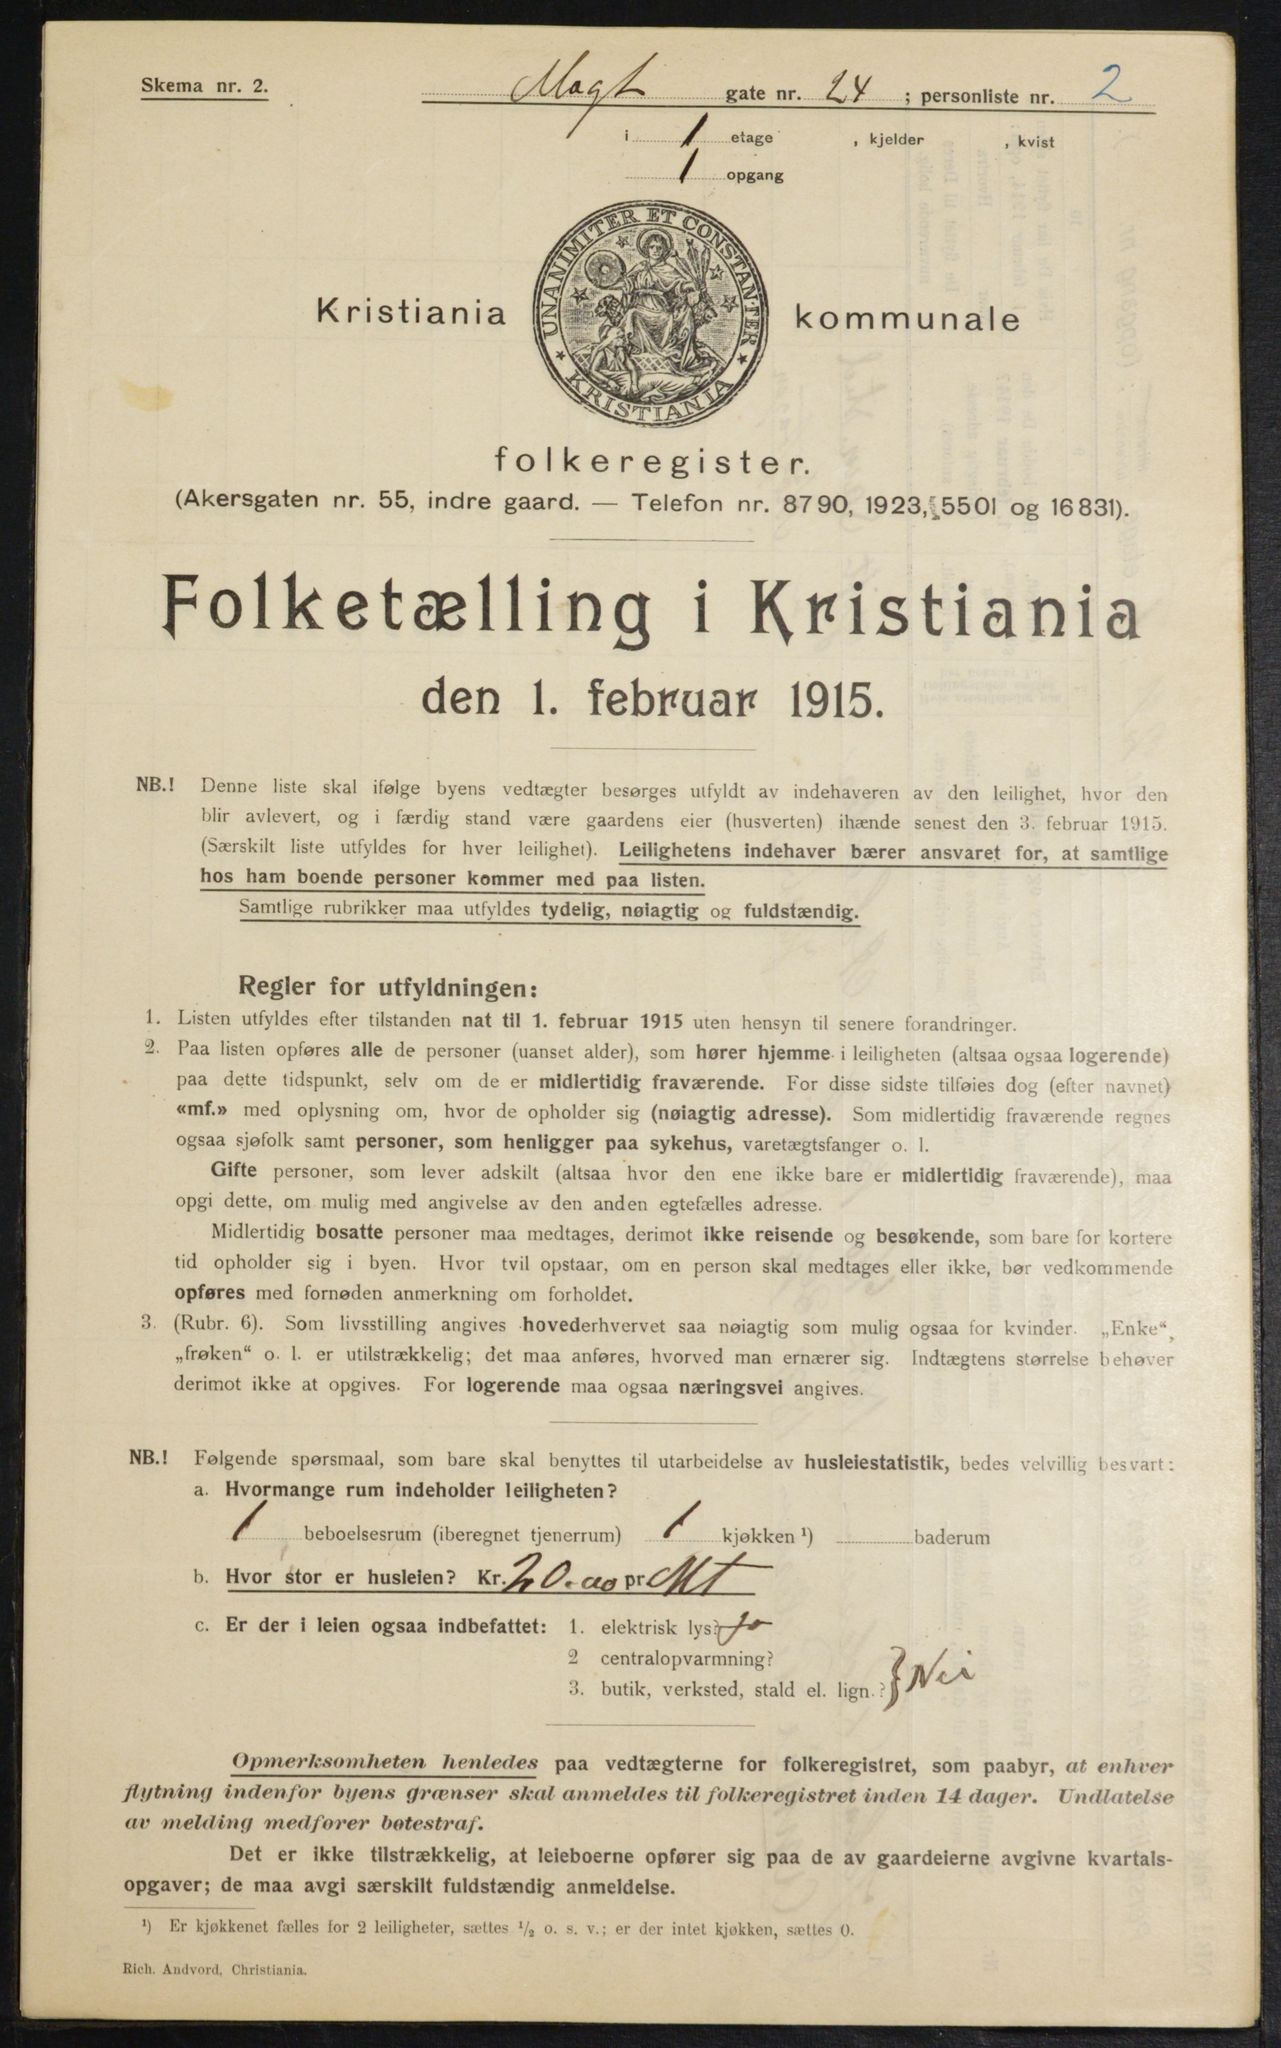 Skema nr. 2.
Mogt gate nr. 24 ; personliste nr. 2
i 1 etage , kjelder , kvist
1 opgang
UNANIMITER ET CONSTANTER
KRISTIANIA
Kristiania kommunale
folkeregister.
(Akersgaten nr. 55, indre gaard. — Telefon nr. 8790, 1923, 5501 og 16831).
Folketælling i Kristiania
den 1. februar 1915.
NB.! Denne liste skal ifølge byens vedtægter besørges utfyldt av indehaveren av den leilighet, hvor den
blir avlevert, og i færdig stand være gaardens eier (husverten) ihænde senest den 3. februar 1915.
(Særskilt liste utfyldes for hver leilighet). Leilighetens indehaver bærer ansvaret for, at samtlige
hos ham boende personer kommer med paa listen.
Samtlige rubrikker maa utfyldes tydelig, nøiagtig og fuldstændig.
Regler for utfyldningen:
1. Listen utfyldes efter tilstanden nat til 1. februar 1915 uten hensyn til senere forandringer.
2. Paa listen opføres alle de personer (uanset alder), som hører hjemme i leiligheten (altsaa ogsaa logerende)
paa dette tidspunkt, selv om de er midlertidig fraværende. For disse sidste tilføies dog (efter navnet)
«mf.» med oplysning om, hvor de opholder sig (nøiagtig adresse). Som midlertidig fraværende regnes
ogsaa sjøfolk samt personer, som henligger paa sykehus, varetægtsfanger o. l.
Gifte personer, som lever adskilt (altsaa hvor den ene ikke bare er midlertidig fraværende), maa
opgi dette, om mulig med angivelse av den anden egtefælles adresse.
Midlertidig bosatte personer maa medtages, derimot ikke reisende og besøkende, som bare for kortere
tid opholder sig i byen. Hvor tvil opstaar, om en person skal medtages eller ikke, bør vedkommende
opføres med fornøden anmerkning om forholdet.
3. (Rubr. 6). Som livsstilling angives hovederhvervet saa nøiagtig som mulig ogsaa for kvinder. „Enke“,
„frøken“ o. l. er utilstrækkelig; det maa anføres, hvorved man ernærer sig. Indtægtens størrelse behøver
derimot ikke at opgives. For logerende maa ogsaa næringsvei angives.
NB.! Følgende spørsmaal, som bare skal benyttes til utarbeidelse av husleiestatistik, bedes velvillig besvart:
a. Hvormange rum indeholder leiligheten?
1 beboelsesrum (iberegnet tjenerrum) 1 kjøkken ¹) baderum
b. Hvor stor er husleien? Kr. 20.00 pr Mt
c. Er der i leien ogsaa indbefattet: 1. elektrisk lys? Ja
2 centralopvarmning?
3. butik, verksted, stald el. lign.? } Nei
Opmerksomheten henledes paa vedtægterne for folkeregistret, som paabyr, at enhver
flytning indenfor byens grænser skal anmeldes til folkeregistret inden 14 dager. Undlatelse
av melding medfører bøtestraf.
Det er ikke tilstrækkelig, at leieboerne opfører sig paa de av gaardeierne avgivne kvartals-
opgaver; de maa avgi særskilt fuldstændig anmeldelse.
¹) Er kjøkkenet fælles for 2 leiligheter, sættes ½ o. s. v.; er der intet kjøkken, sættes 0.
Rich. Andvord, Christiania.